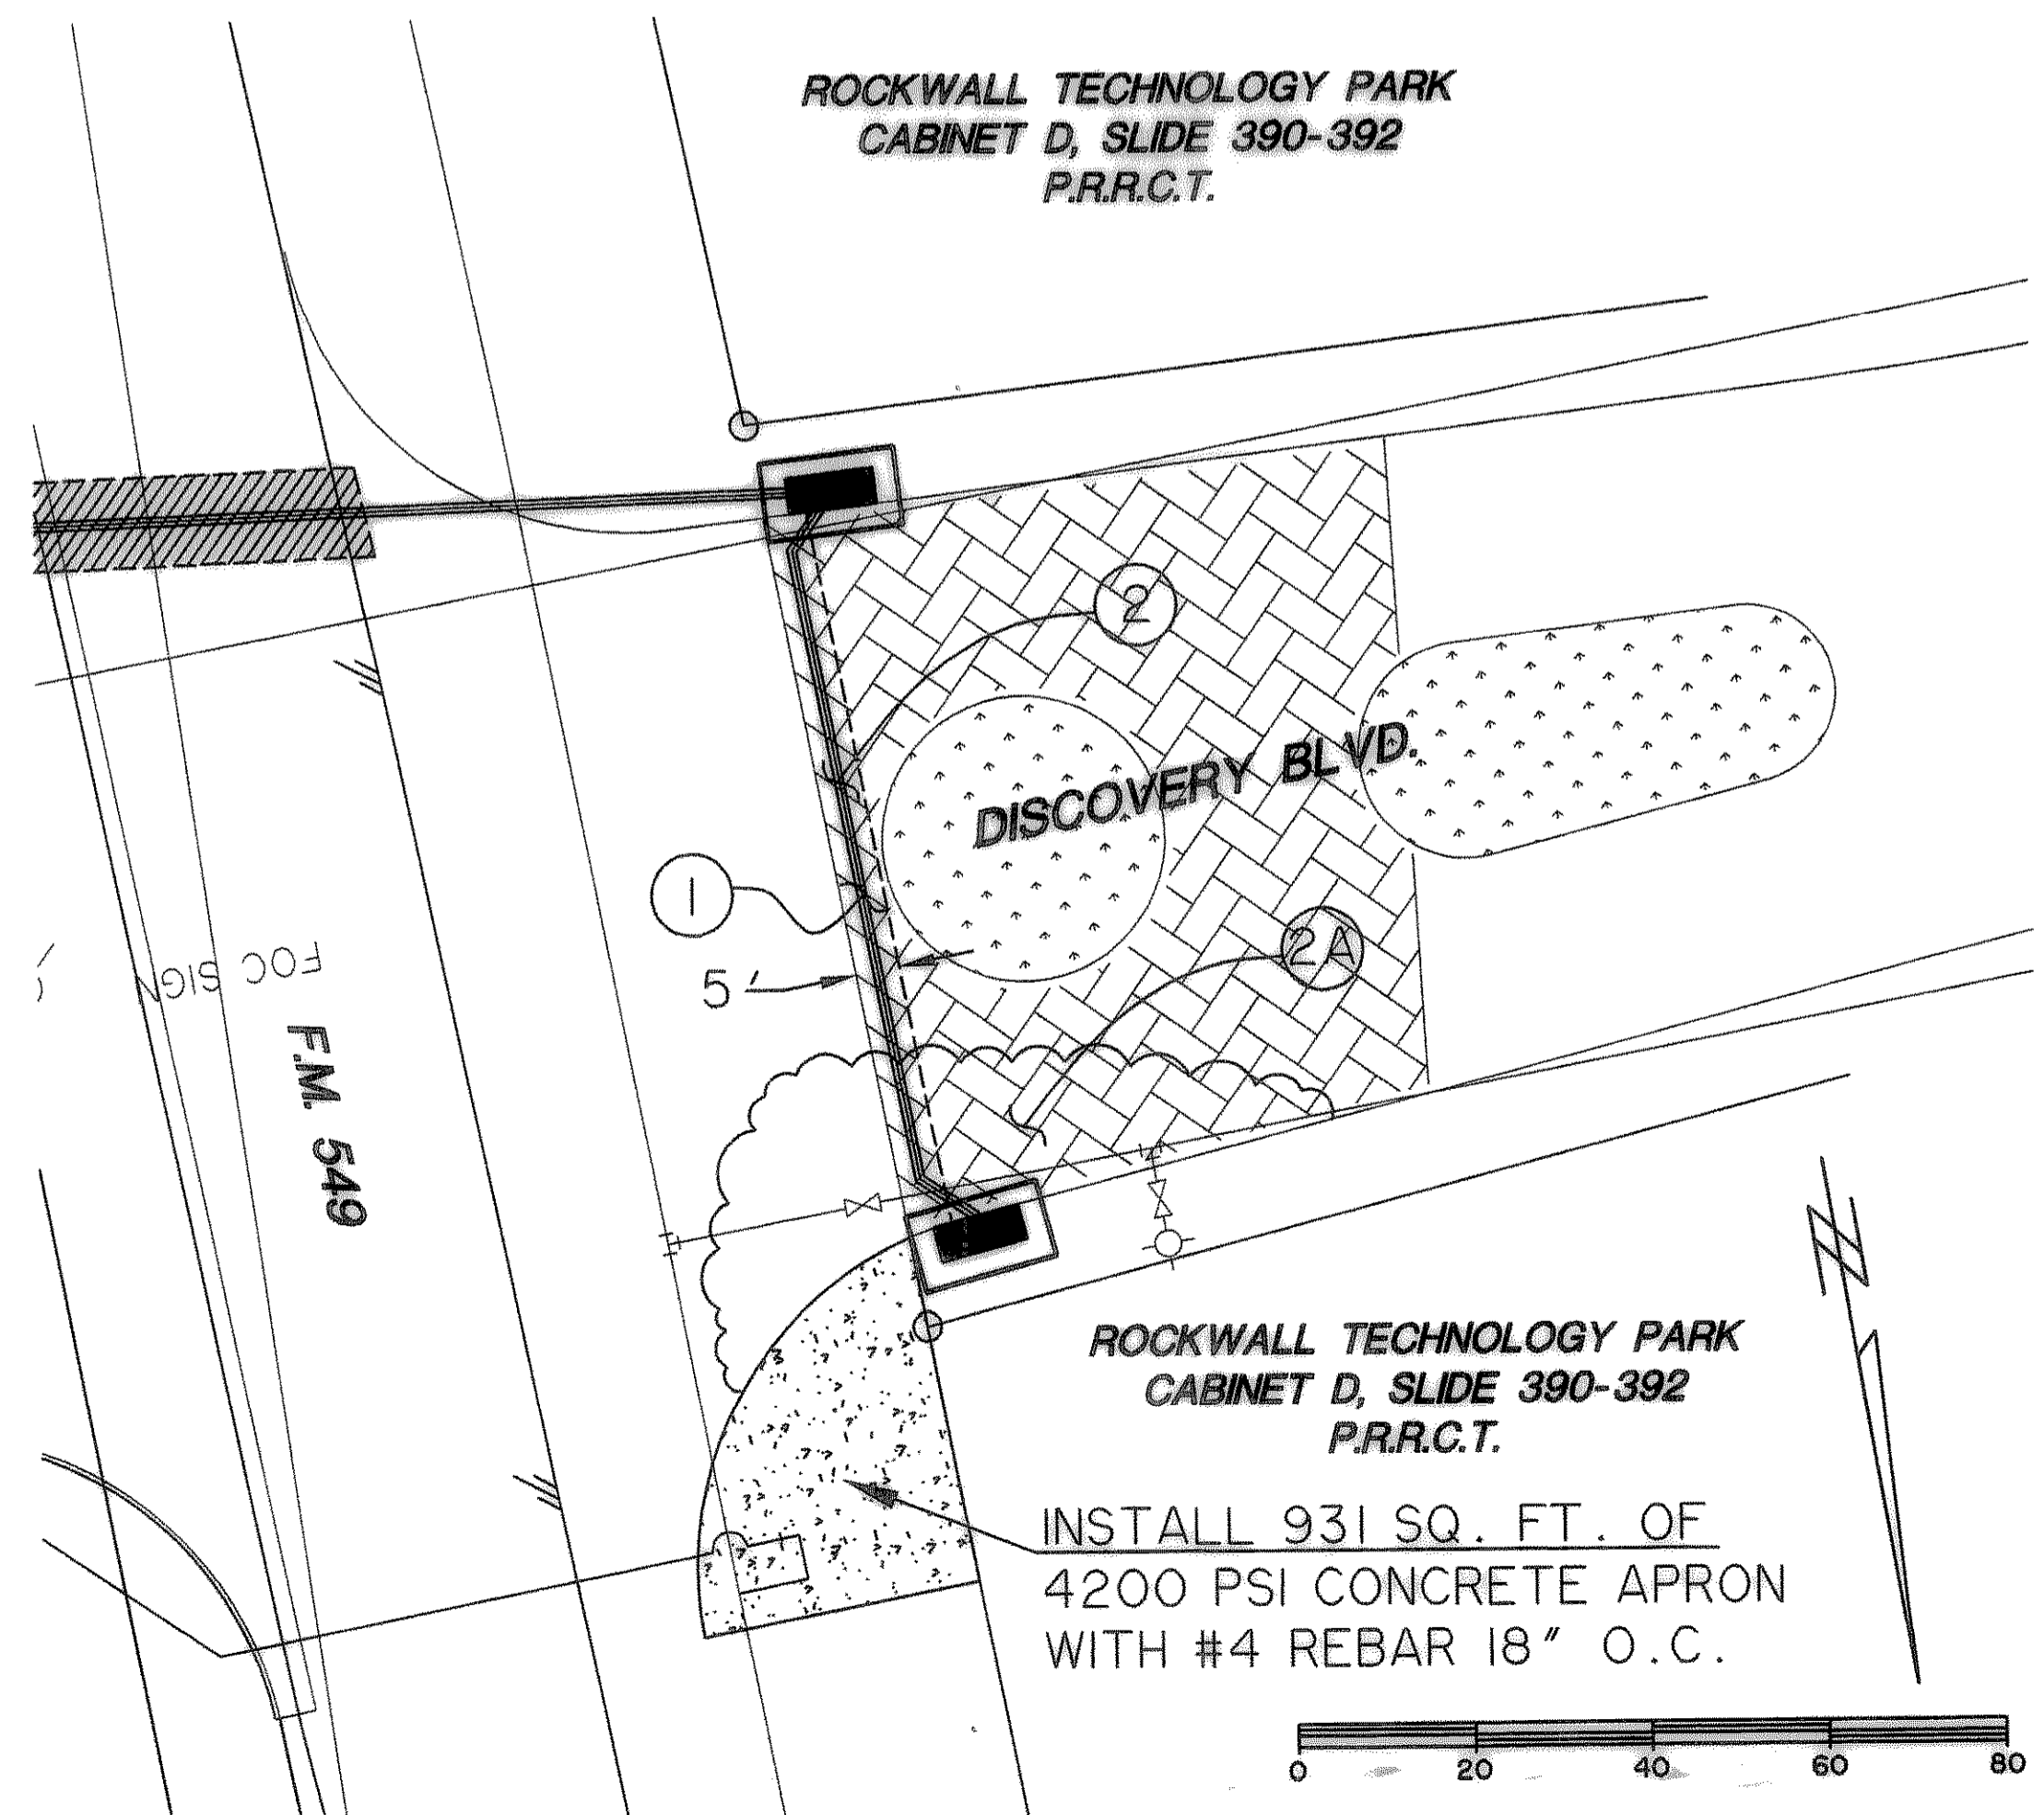 ROCKWALL TECHNOLOGY PARK
CABINET D, SLIDE 390-392
P.R.R.C.T.
2
DISCOVERY BLVD.
1
5'
2A
FOC SIGN
F.M. 549
ROCKWALL TECHNOLOGY PARK
CABINET D, SLIDE 390-392
P.R.R.C.T.
INSTALL 931 SQ. FT. OF
4200 PSI CONCRETE APRON
WITH #4 REBAR 18" O.C.
0 20 40 60 80